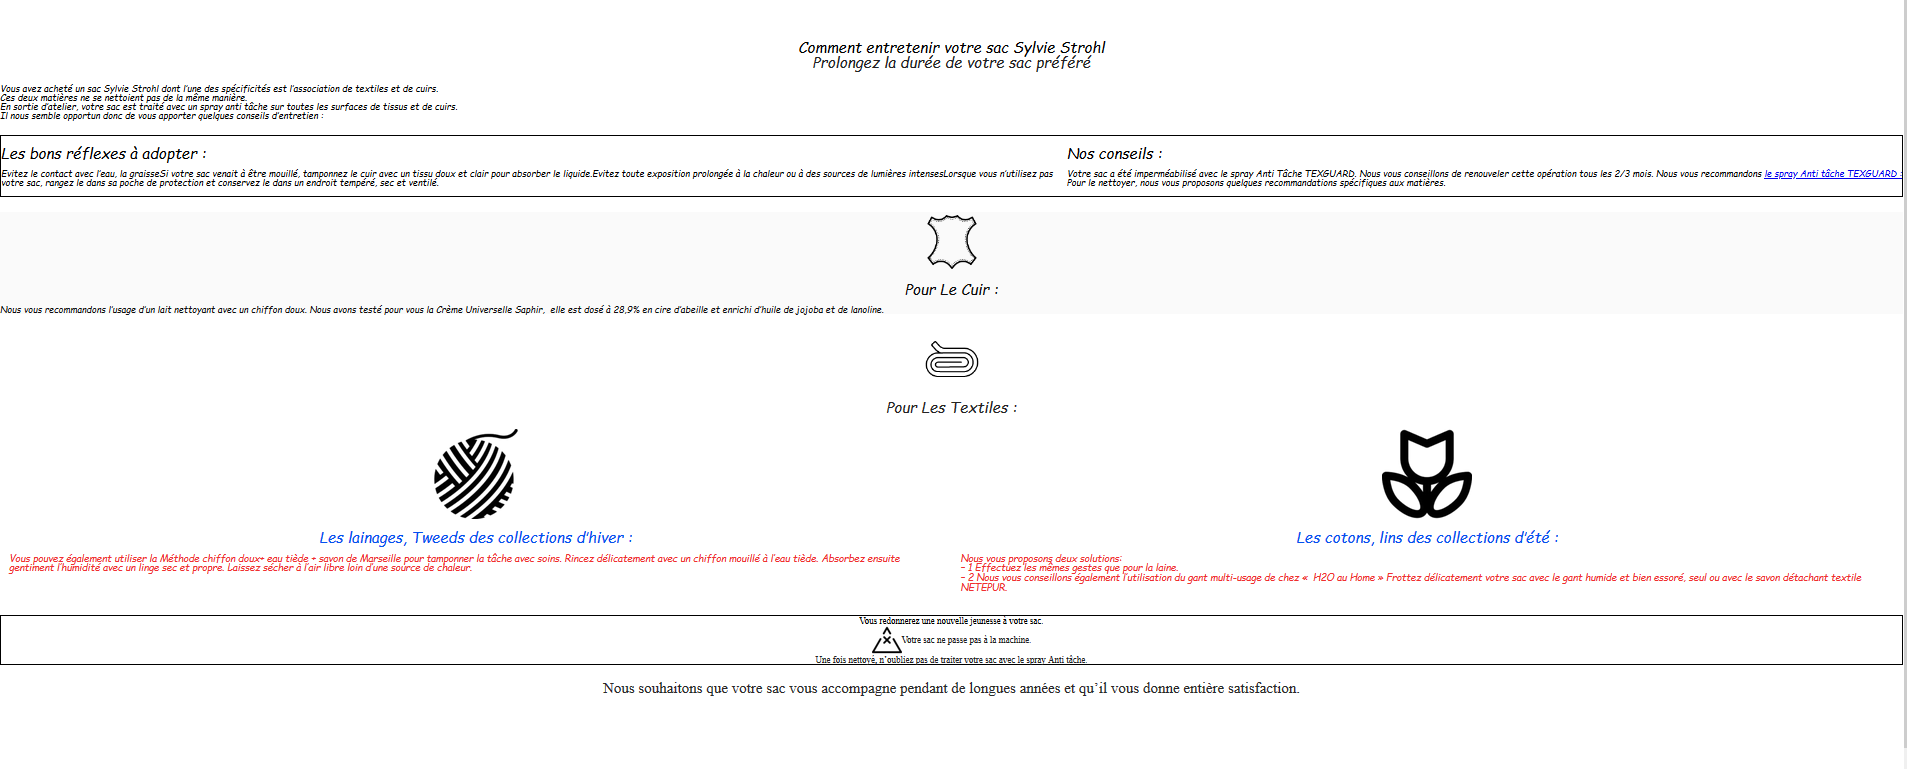 Comment entretenir votre sac Sylvie Strohl
Prolongez la durée de votre sac préféré
Vous avez acheté un sac Sylvie Strohl dont l'une des spécificités est l'association de textiles et de cuirs.
Ces deux matières ne se nettoient pas de la même manière.
En sortie d'atelier, votre sac est traité avec un spray anti tâche sur toutes les surfaces de tissus et de cuirs.
Il nous semble opportun donc de vous apporter quelques conseils d'entretien :
Les bons réflexes à adopter :
Evitez le contact avec l'eau, la graisseSi votre sac venait à être mouillé, tamponnez le cuir avec un tissu doux et clair pour absorber le liquide.Evitez toute exposition prolongée à la chaleur ou à des sources de lumières intensesLorsque vous n'utilisez pas
votre sac, rangez le dans sa poche de protection et conservez le dans un endroit tempéré, sec et ventilé.
Nos conseils :
Votre sac a été imperméabilisé avec le spray Anti Tâche TEXGUARD. Nous vous conseillons de renouveler cette opération tous les 2/3 mois. Nous vous recommandons le spray Anti tâche TEXGUARD :
Pour le nettoyer, nous vous proposons quelques recommandations spécifiques aux matières.
Pour Le Cuir :
Nous vous recommandons l'usage d'un lait nettoyant avec un chiffon doux. Nous avons testé pour vous la Crème Universelle Saphir, elle est dosé à 28,9% en cire d'abeille et enrichi d'huile de jojoba et de lanoline.
Pour Les Textiles :
Les lainages, Tweeds des collections d'hiver :
Vous pouvez également utiliser la Méthode chiffon doux+ eau tiède + savon de Marseille pour tamponner la tâche avec soins. Rincez délicatement avec un chiffon mouillé à l'eau tiède. Absorbez ensuite
gentiment l'humidité avec un linge sec et propre. Laissez sécher à l'air libre loin d'une source de chaleur.
Les cotons, lins des collections d'été :
Nous vous proposons deux solutions:
– 1 Effectuez les mêmes gestes que pour la laine.
– 2 Nous vous conseillons également l'utilisation du gant multi-usage de chez « H2O au Home » Frottez délicatement votre sac avec le gant humide et bien essoré, seul ou avec le savon détachant textile
NETEPUR.
Vous redonnerez une nouvelle jeunesse à votre sac.
Votre sac ne passe pas à la machine.
Une fois nettoyé, n'oubliez pas de traiter votre sac avec le spray Anti tâche.
Nous souhaitons que votre sac vous accompagne pendant de longues années et qu'il vous donne entière satisfaction.